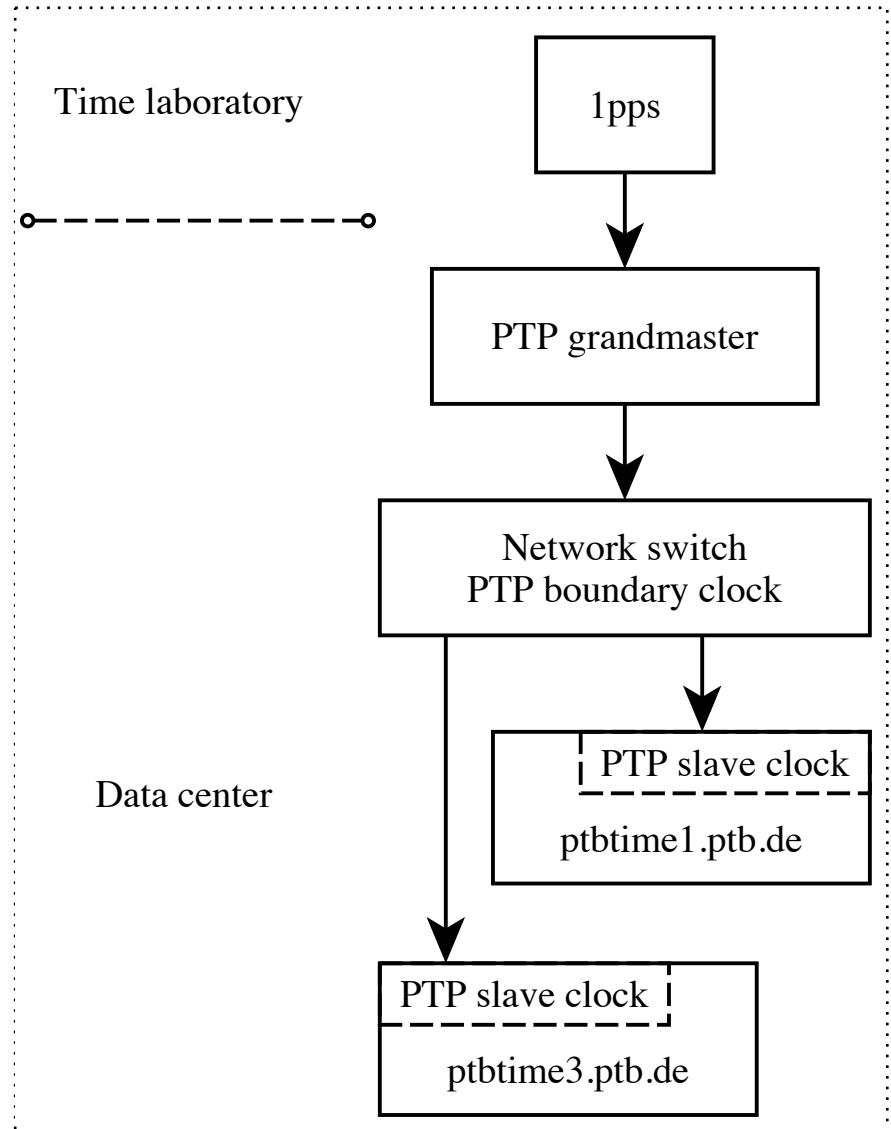 Time laboratory
1pps
PTP grandmaster
Network switch
PTP boundary clock
PTP slave clock
Data center
ptbtime1.ptb.de
PTP slave clock
ptbtime3.ptb.de